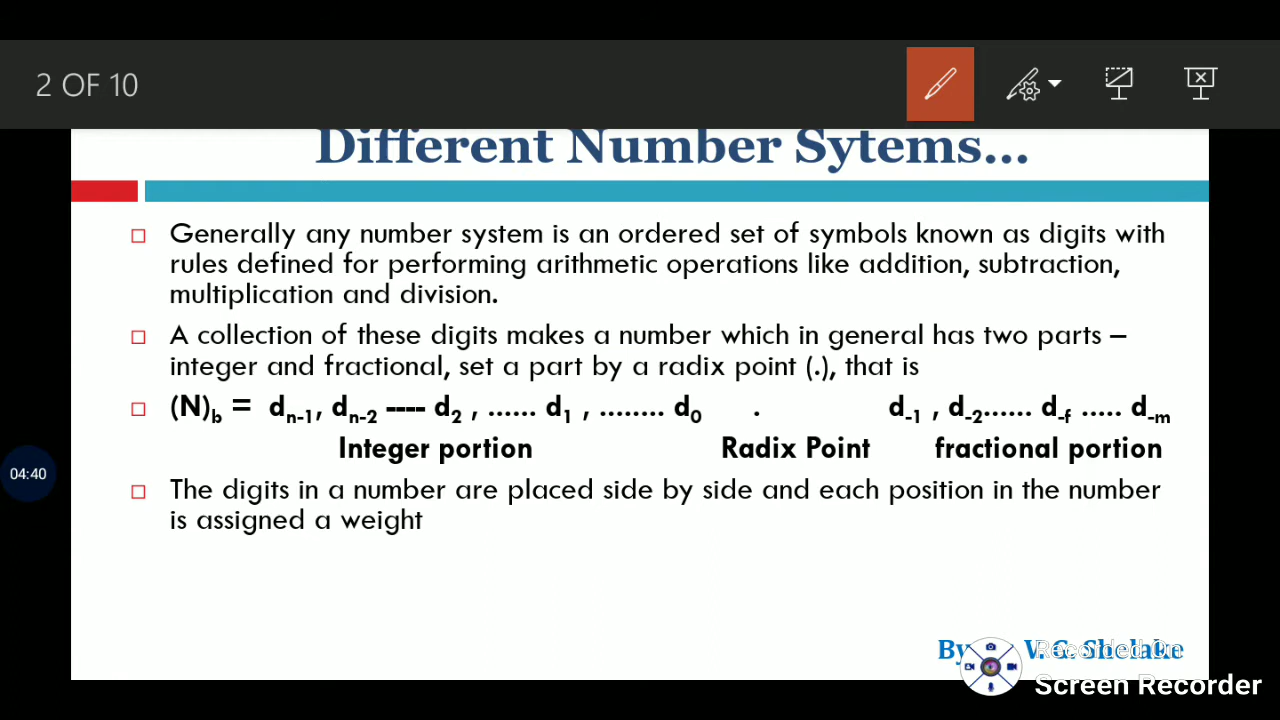 2 OF 10
Different Number Sytems...
Generally any number system is an ordered set of symbols known as digits with
rules defined for performing arithmetic operations like addition, subtraction,
multiplication and division.
A collection of these digits makes a number which in general has two parts –
integer and fractional, set a part by a radix point (.), that is
(N)b = dn-1, dn-2 ---- d2 , ...... d1 , ........ d0 . d-1 , d-2...... d-f ..... d-m
Integer portion Radix Point fractional portion
04:40
The digits in a number are placed side by side and each position in the number
is assigned a weight
By V. G. Shelake
Recorded On
Screen Recorder